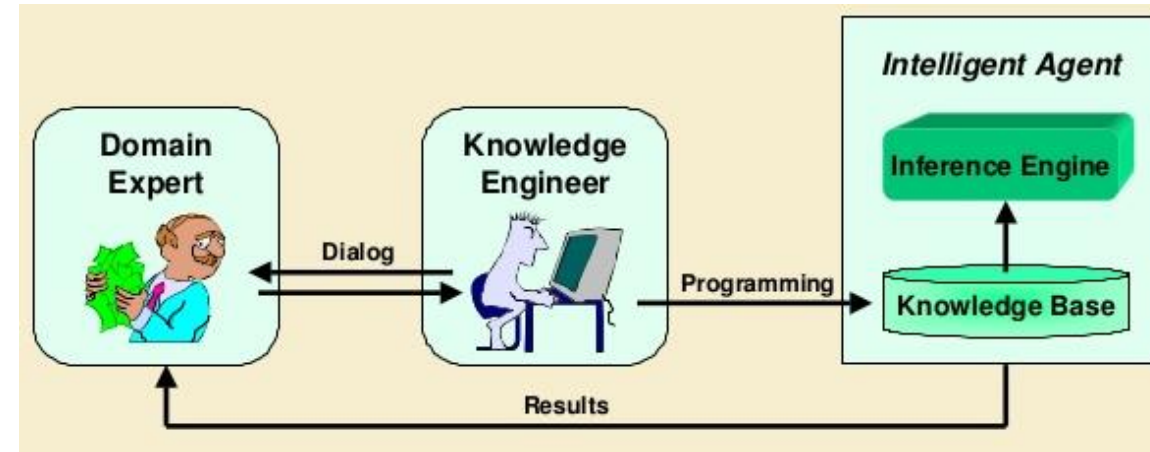 Domain
Expert
Dialog
Knowledge
Engineer
Programming
Intelligent Agent
Inference Engine
Knowledge Base
Results